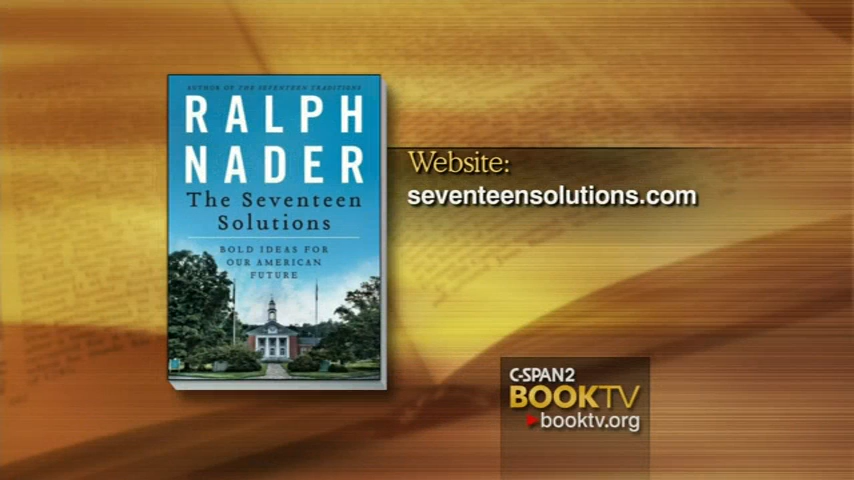 AUTHOR OF THE SEVENTEEN TRADITIONS
RALPH
NADER
The Seventeen
Solutions
BOLD IDEAS FOR
OUR AMERICAN
FUTURE
Website:
seventeensolutions.com
C-SPAN2
BOOKTV
booktv.org